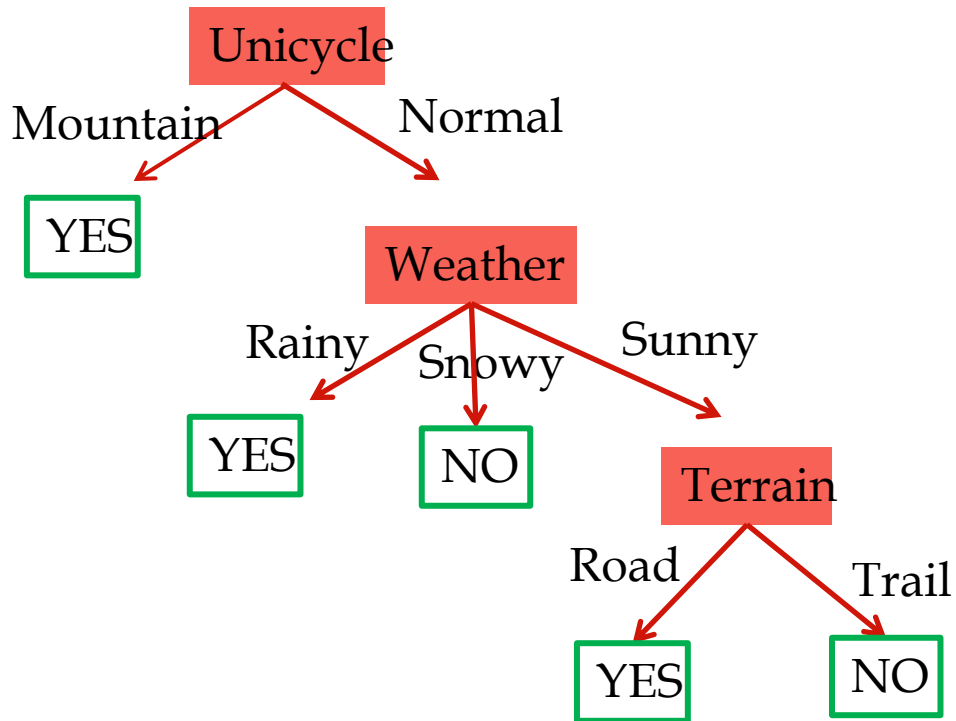 Unicycle
Mountain
Normal
YES
Weather
Rainy
Snowy
Sunny
YES
NO
Terrain
Road
Trail
YES
NO